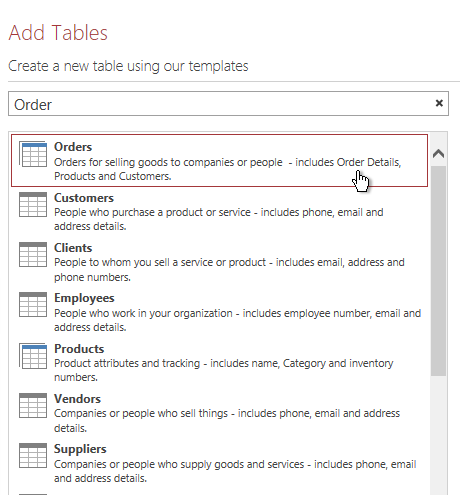 Add Tables
Create a new table using our templates
Order
Orders
Orders for selling goods to companies or people - includes Order Details,
Products and Customers.
Customers
People who purchase a product or service - includes phone, email and
address details.
Clients
People to whom you sell a service or product - includes email, address and
phone numbers.
Employees
People who work in your organization - includes employee number, email and
address details.
Products
Product attributes and tracking - includes name, Category and inventory
numbers.
Vendors
Companies or people who sell things - includes phone, email and address
details.
Suppliers
Companies or people who supply goods and services - includes phone, email
and address details.